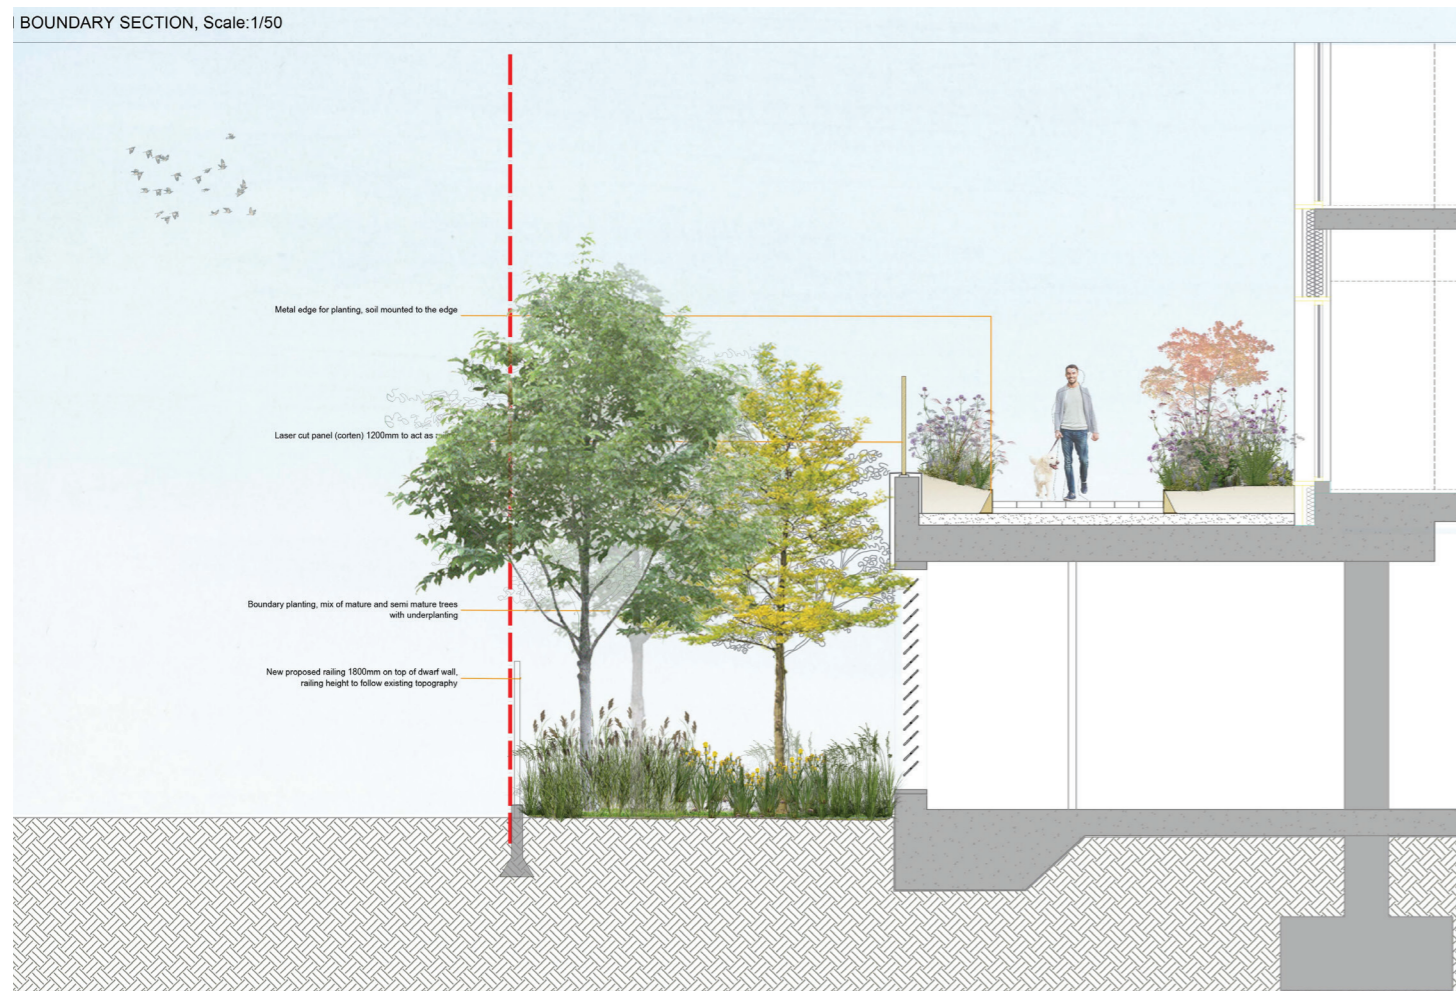 BOUNDARY SECTION, Scale:1/50
Metal edge for planting, soil mounted to the edge
Laser cut panel (corten) 1200mm to act as
Boundary planting, mix of mature and semi mature trees
with underplanting
New proposed railing 1800mm on top of dwarf wall,
railing height to follow existing topography